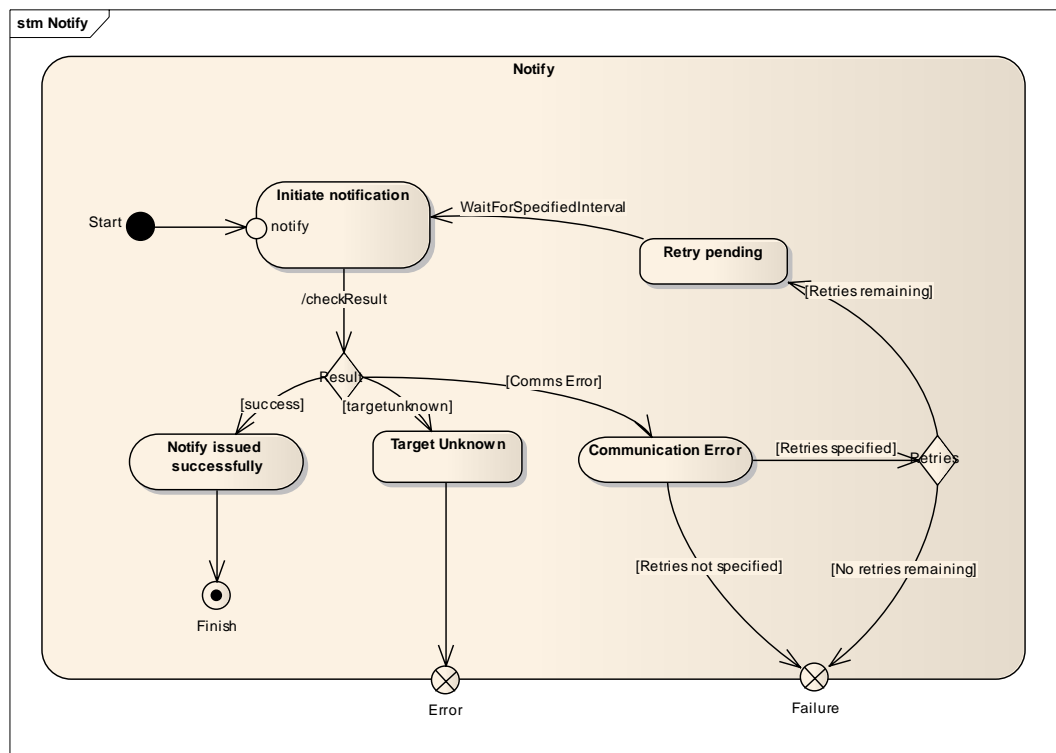 stm Notify
Notify
Initiate notification
WaitForSpecifiedInterval
Start
notify
Retry pending
[Retries remaining]
/checkResult
Result
[Comms Error]
[success]
[targetunknown]
Notify issued
successfully
Target Unknown
Communication Error
[Retries specified]
Retries
[Retries not specified]
[No retries remaining]
Finish
Error
Failure